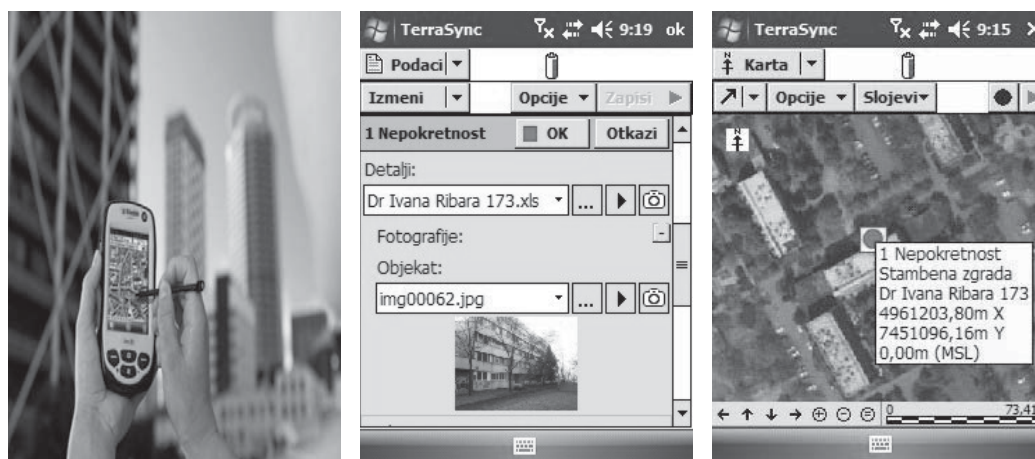 TerraSync 9:19 ok
Podaci
Izmeni Opcije Zapisi
1 Nepokretnost OK Otkazi
Detalji:
Dr Ivana Ribara 173.xls ...
Fotografije: -
Objekat:
img00062.jpg ...
TerraSync 9:15
N Karta
Opcije Slojevi
N
1 Nepokretnost
Stambena zgrada
Dr Ivana Ribara 173
4961203,80m X
7451096,16m Y
0,00m (MSL)
0 73,41